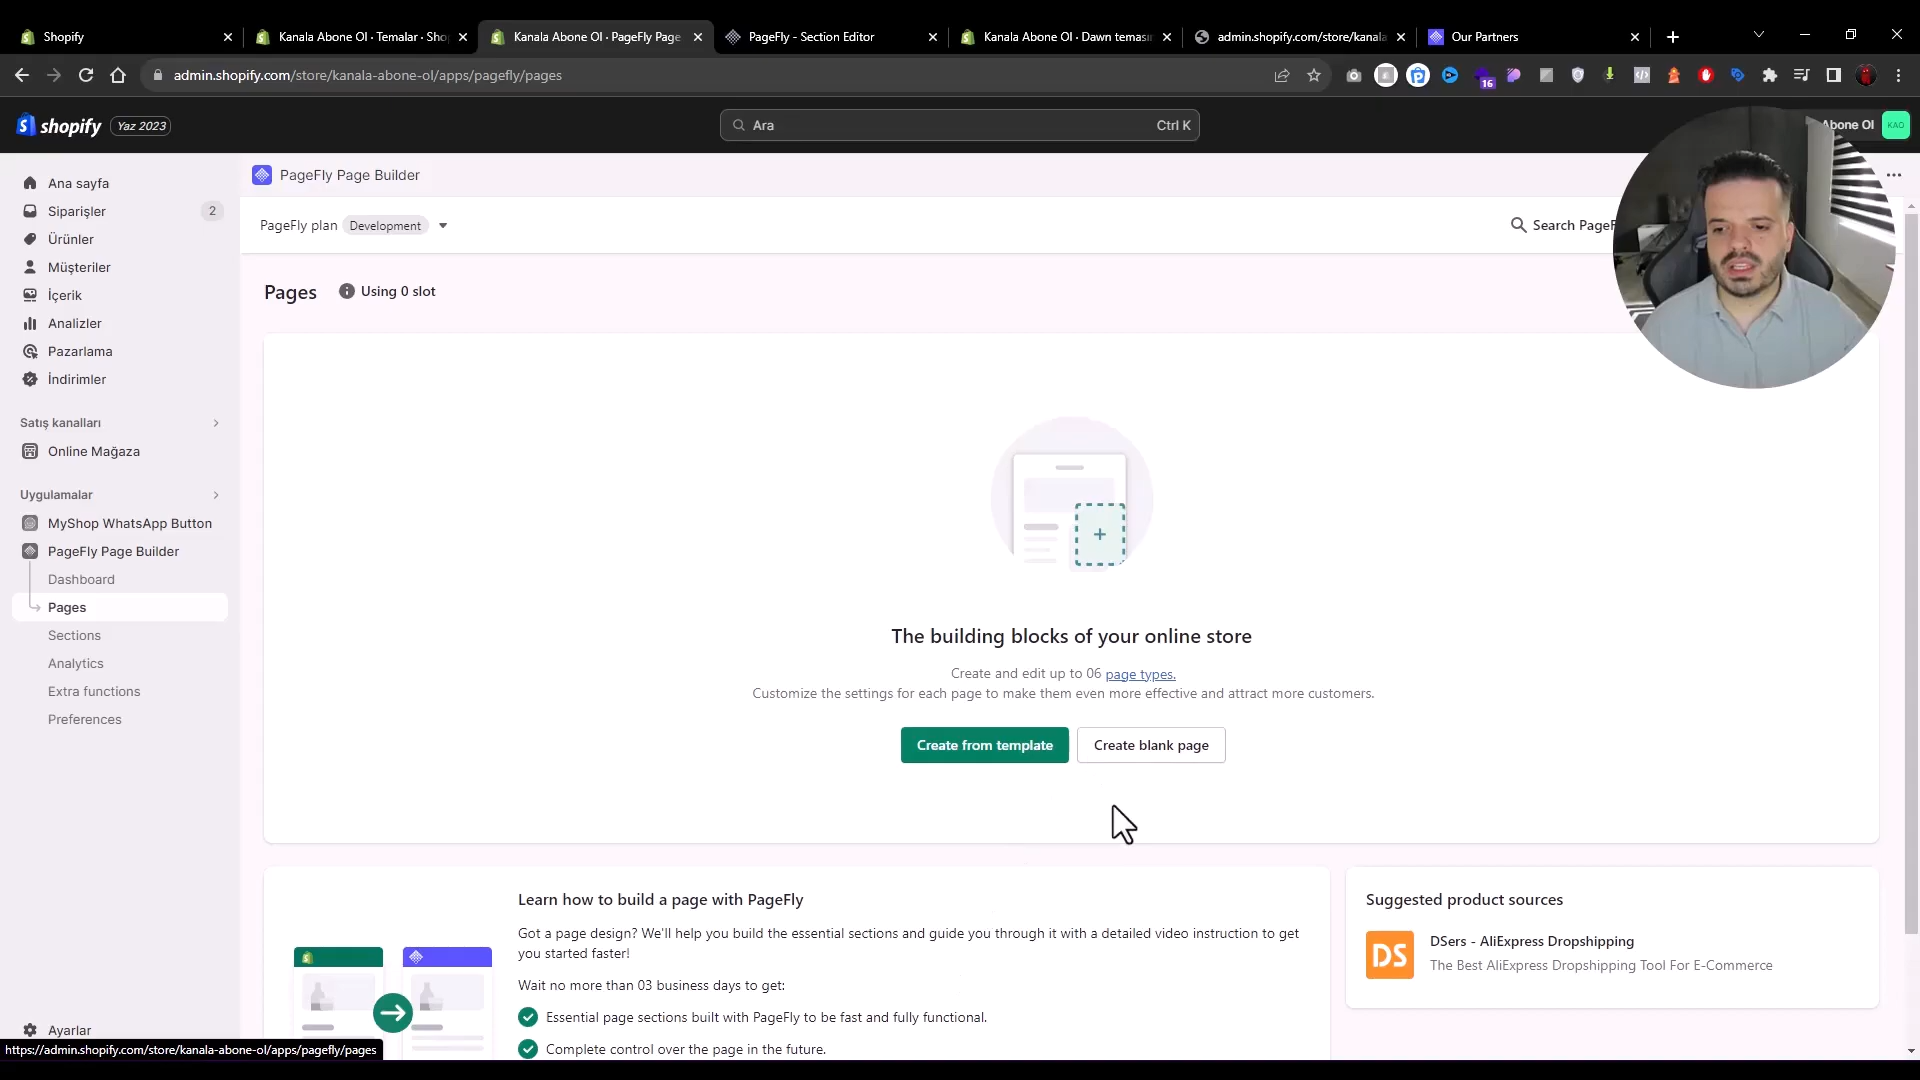 Shopify
Kanala Abone Ol · Temalar · Sho
Kanala Abone Ol · PageFly Page
PageFly - Section Editor
Kanala Abone Ol · Dawn teması
admin.shopify.com/store/kanala
Our Partners
admin.shopify.com/store/kanala-abone-ol/apps/pagefly/pages
16
shopify
Yaz 2023
Ara
Ctrl K
Abone Ol
KAO
Ana sayfa
Siparişler
2
Ürünler
Müşteriler
İçerik
Analizler
Pazarlama
İndirimler
Satış kanalları
Online Mağaza
Uygulamalar
MyShop WhatsApp Button
PageFly Page Builder
Dashboard
Pages
Sections
Analytics
Extra functions
Preferences
Ayarlar
https://admin.shopify.com/store/kanala-abone-ol/apps/pagefly/pages
PageFly Page Builder
PageFly plan
Development
Search PageF
Pages
Using 0 slot
The building blocks of your online store
Create and edit up to 06 page types.
Customize the settings for each page to make them even more effective and attract more customers.
Create from template
Create blank page
Learn how to build a page with PageFly
Got a page design? We'll help you build the essential sections and guide you through it with a detailed video instruction to get
you started faster!
Wait no more than 03 business days to get:
Essential page sections built with PageFly to be fast and fully functional.
Complete control over the page in the future.
Suggested product sources
DS
DSers - AliExpress Dropshipping
The Best AliExpress Dropshipping Tool For E-Commerce